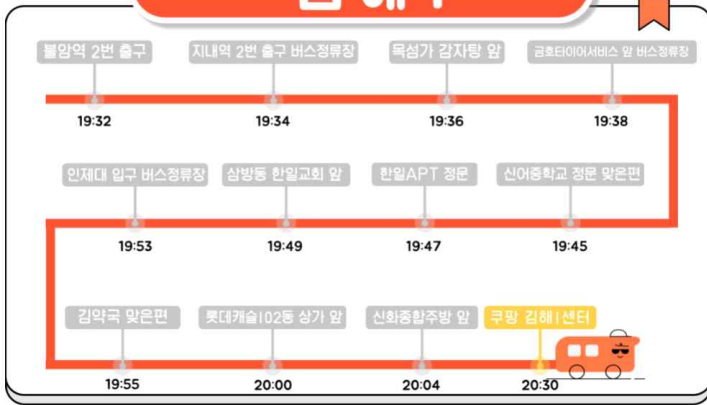 불암역 2번 출구
지내역 2번 출구 버스정류장
목섬가 감자탕 앞
금호타이어서비스 앞 버스정류장
19:32
19:34
19:36
19:38
인제대 입구 버스정류장
삼방동 한일교회 앞
한일APT 정문
신어중학교 정문 맞은편
19:53
19:49
19:47
19:45
김약국 맞은편
롯데캐슬102동 상가 앞
신화종합주방 앞
쿠팡 김해1센터
19:55
20:00
20:04
20:30